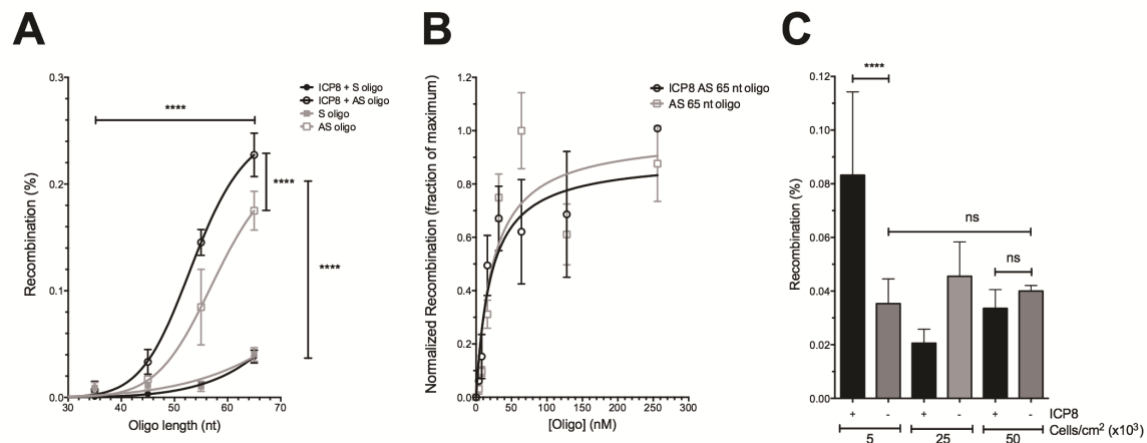 A
B
C
Recombination (%)
0.3
0.2
0.1
0.0
30
40
50
60
70
Oligo length (nt)
****
****
****
ICP8 + S oligo
ICP8 + AS oligo
S oligo
AS oligo
Normalized Recombination (fraction of maximum)
1.2
1.0
0.8
0.6
0.4
0.2
0.0
0
50
100
150
200
250
300
[Oligo] (nM)
ICP8 AS 65 nt oligo
AS 65 nt oligo
Recombination (%)
0.12
0.10
0.08
0.06
0.04
0.02
0.00
****
ns
ns
+ - + - + - ICP8
5 25 50 Cells/cm² (x10³)